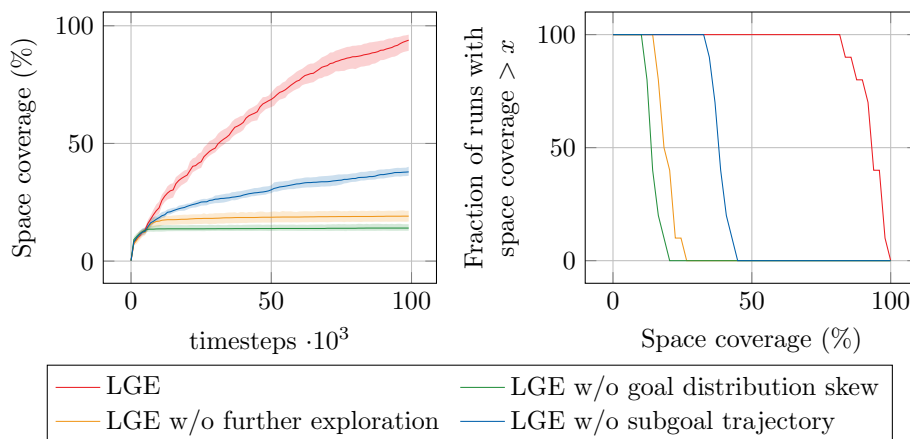 Space coverage (%)
100
50
0
0
50
100
timesteps ·10³
Fraction of runs with
space coverage > x
100
50
0
0
50
100
Space coverage (%)
LGE
LGE w/o goal distribution skew
LGE w/o further exploration
LGE w/o subgoal trajectory